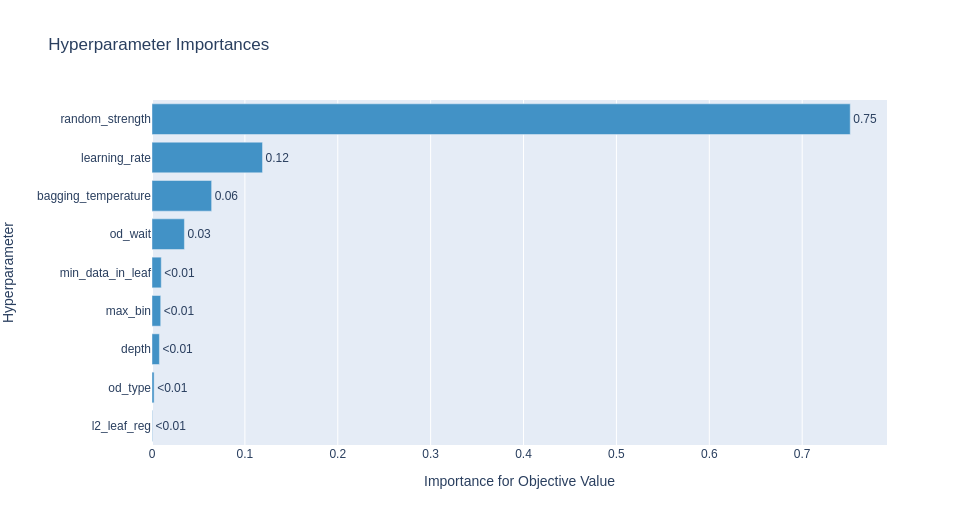 Hyperparameter Importances
random_strength 0.75
learning_rate 0.12
bagging_temperature 0.06
od_wait 0.03
min_data_in_leaf <0.01
max_bin <0.01
depth <0.01
od_type <0.01
l2_leaf_reg <0.01
0 0.1 0.2 0.3 0.4 0.5 0.6 0.7
Importance for Objective Value
Hyperparameter